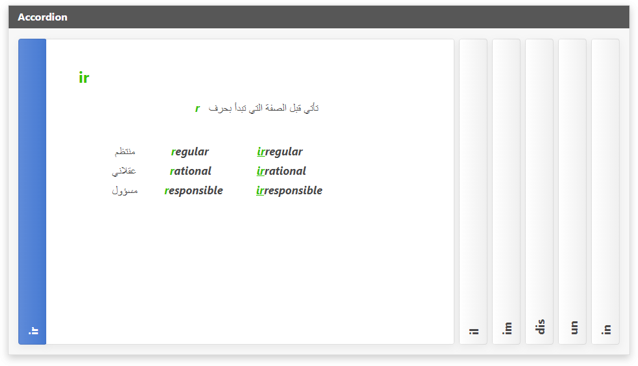 Accordion
ir
تأتي قبل الصفة التي تبدأ بحرف r
منتظم regular irregular
عقلاني rational irrational
مسؤول responsible irresponsible
ir.
il
im
dis
un
in